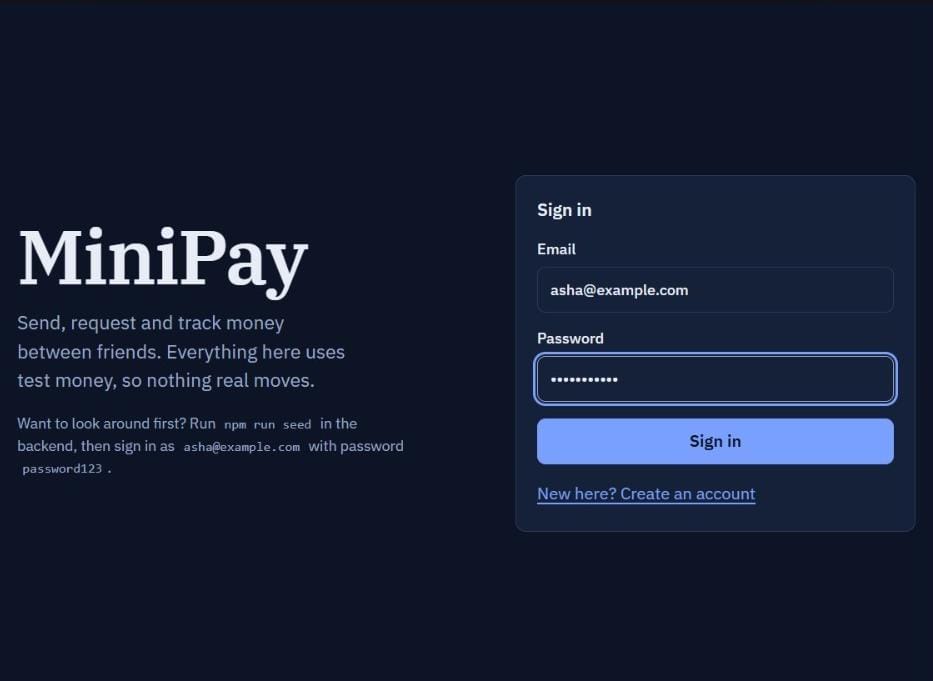 MiniPay
Send, request and track money
between friends. Everything here uses
test money, so nothing real moves.
Want to look around first? Run npm run seed in the
backend, then sign in as asha@example.com with password
password123 .
Sign in
Email
asha@example.com
Password
•••••••••••
Sign in
New here? Create an account